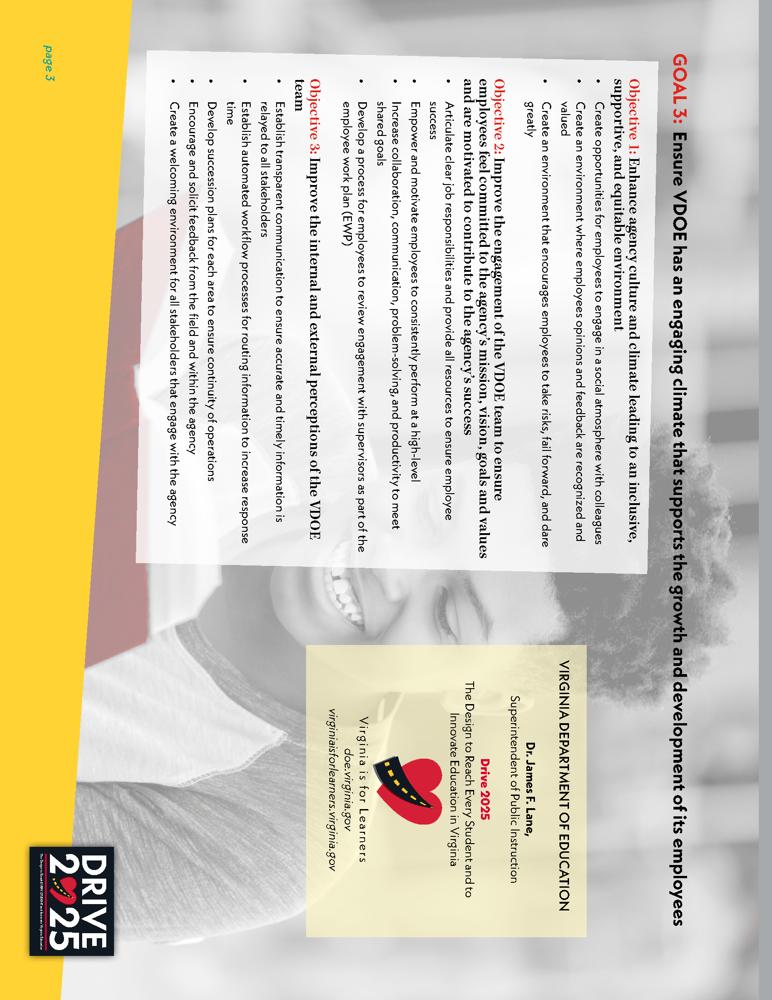 GOAL 3: Ensure VDOE has an engaging climate that supports the growth and development of its employees
Objective 1: Enhance agency culture and climate leading to an inclusive,
supportive, and equitable environment
• Create opportunities for employees to engage in a social atmosphere with colleagues
• Create an environment where employees opinions and feedback are recognized and
valued
• Create an environment that encourages employees to take risks, fail forward, and dare
greatly
Objective 2: Improve the engagement of the VDOE team to ensure
employees feel committed to the agency's mission, vision, goals and values
and are motivated to contribute to the agency's success
• Articulate clear job responsibilities and provide all resources to ensure employee
success
• Empower and motivate employees to consistently perform at a high-level
• Increase collaboration, communication, problem-solving, and productivity to meet
shared goals
• Develop a process for employees to review engagement with supervisors as part of the
employee work plan (EWP)
Objective 3: Improve the internal and external perceptions of the VDOE
team
• Establish transparent communication to ensure accurate and timely information is
relayed to all stakeholders
• Establish automated workflow processes for routing information to increase response
time
• Develop succession plans for each area to ensure continuity of operations
• Encourage and solicit feedback from the field and within the agency
• Create a welcoming environment for all stakeholders that engage with the agency
VIRGINIA DEPARTMENT OF EDUCATION
Dr. James F. Lane,
Superintendent of Public Instruction
Drive 2025
The Design to Reach Every Student and to
Innovate Education in Virginia
Virginia is for Learners
doe.virginia.gov
virginiaisforlearners.virginia.gov
page 3
DRIVE
2025
The Design to Reach EVERY STUDENT and Innovate Virginia Education